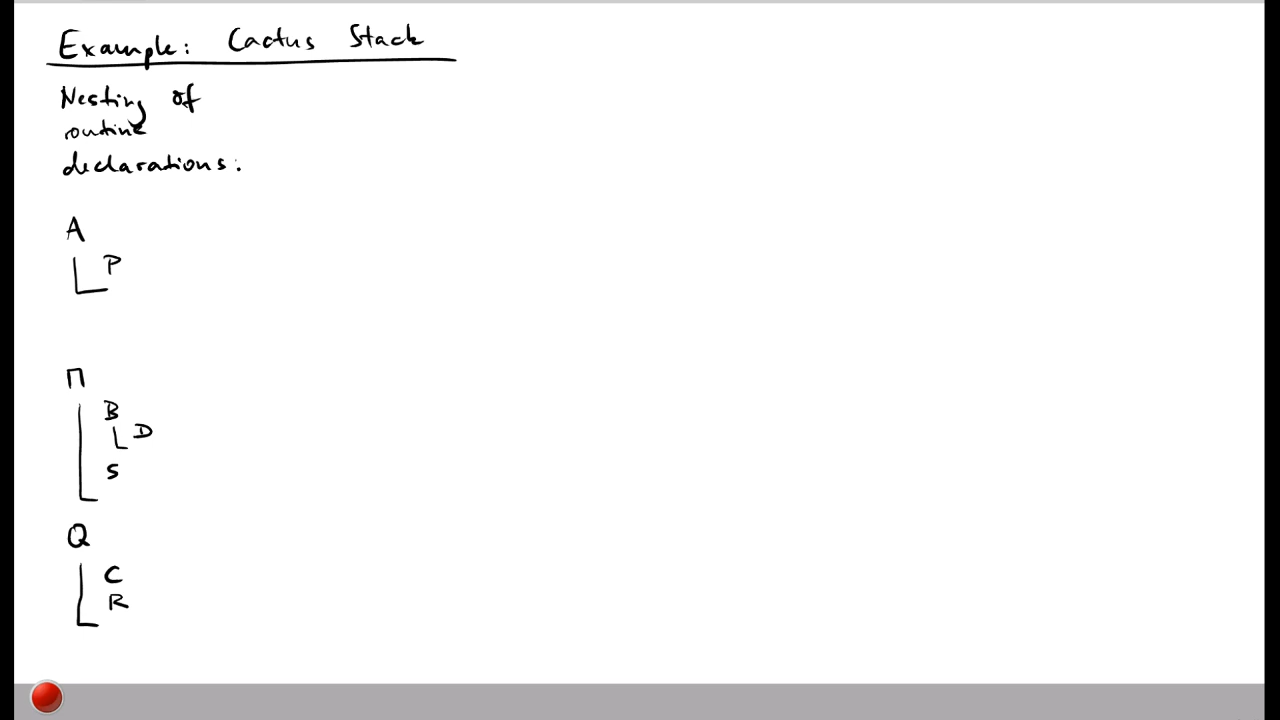 Example: Cactus Stack
Nesting of
routine
declarations:
A
P
M
B
D
S
Q
C
R